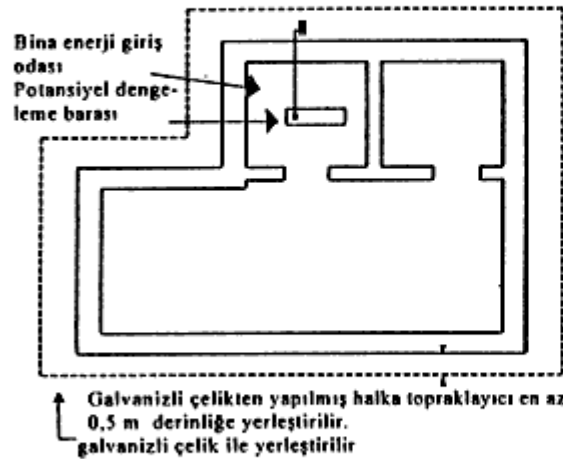 Bina enerji giriş
odası
Potansiyel denge-
leme barası
Galvanizli çelikten yapılmış halka topraklayıcı en az
0,5 m derinliğe yerleştirilir.
galvanizli çelik ile yerleştirilir